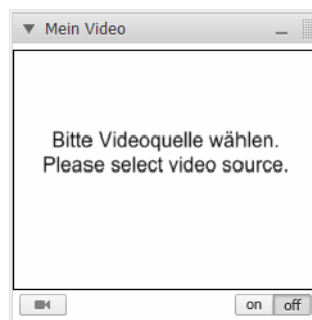 Mein Video
Bitte Videoquelle wählen.
Please select video source.
on off